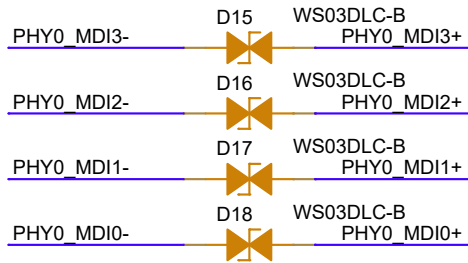 D15 WS03DLC-B
PHY0_MDI3- PHY0_MDI3+
D16 WS03DLC-B
PHY0_MDI2- PHY0_MDI2+
D17 WS03DLC-B
PHY0_MDI1- PHY0_MDI1+
D18 WS03DLC-B
PHY0_MDI0- PHY0_MDI0+